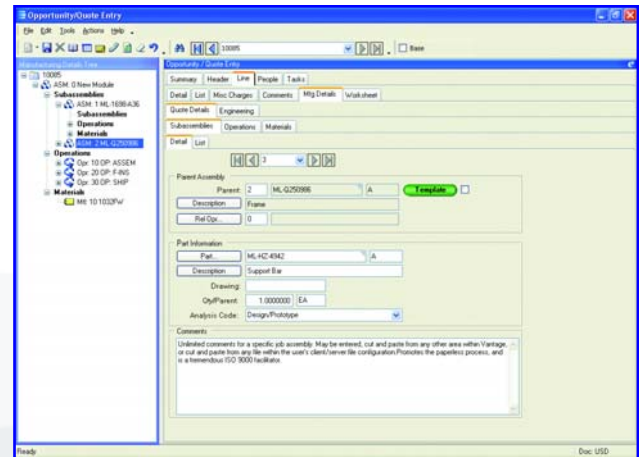 Opportunity/Quote Entry
File Edit Tools Actions Help
10085 Base
Manufacturing Details Tree
Opportunity / Quote Entry
10085
ASM: 0 New Module
Subassemblies
ASM: 1 ML-1698-A36
Subassemblies
Operations
Materials
ASM: 2 ML-G250986
Operations
Opr: 10 OP: ASSEM
Opr: 20 OP: F-INS
Opr: 30 OP: SHIP
Materials
Mtl: 10 1032FW
Summary Header Line People Tasks
Detail List Misc Charges Comments Mfg Details Worksheet
Quote Details Engineering
Subassemblies Operations Materials
Detail List
3
Parent Assembly
Parent: 2 ML-G250986 A Template
Description Frame
Rel Opr... 0
Part Information
Part... ML-HZ-4942 A
Description Support Bar
Drawing:
Qty/Parent: 1.0000000 EA
Analysis Code: Design/Prototype
Comments
Unlimited comments for a specific job assembly. May be entered, cut and paste from any other area within Vantage,
or cut and paste from any file within the user's client/server file configuration.Promotes the paperless process, and
is a tremendous ISO 9000 facilitator.
Ready Doc: USD